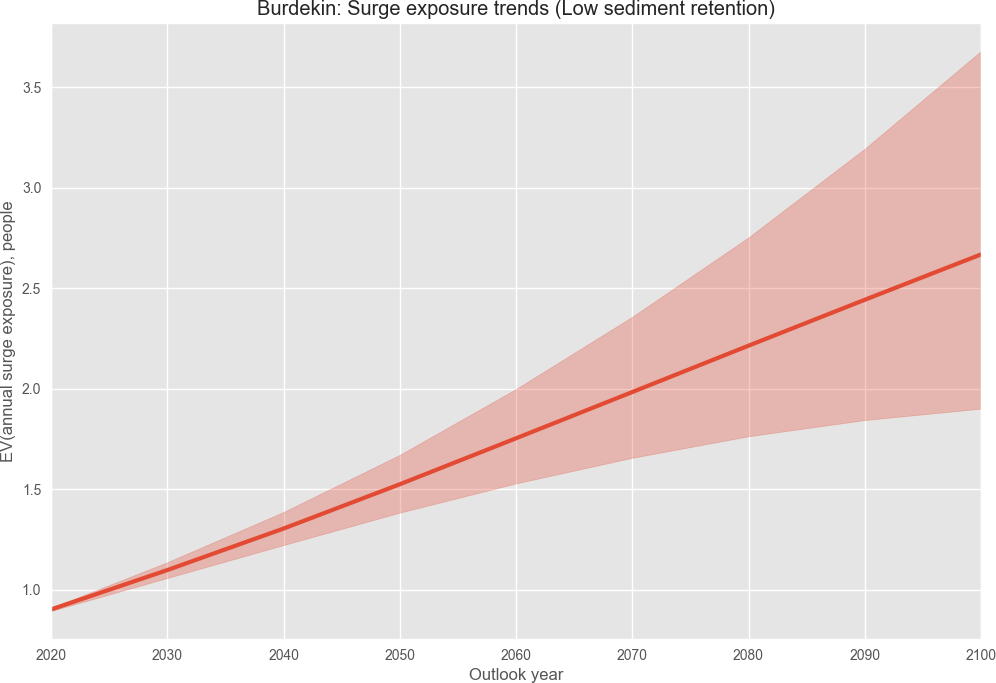 Burdekin: Surge exposure trends (Low sediment retention)
EV(annual surge exposure), people
3.5
3.0
2.5
2.0
1.5
1.0
2020 2030 2040 2050 2060 2070 2080 2090 2100
Outlook year